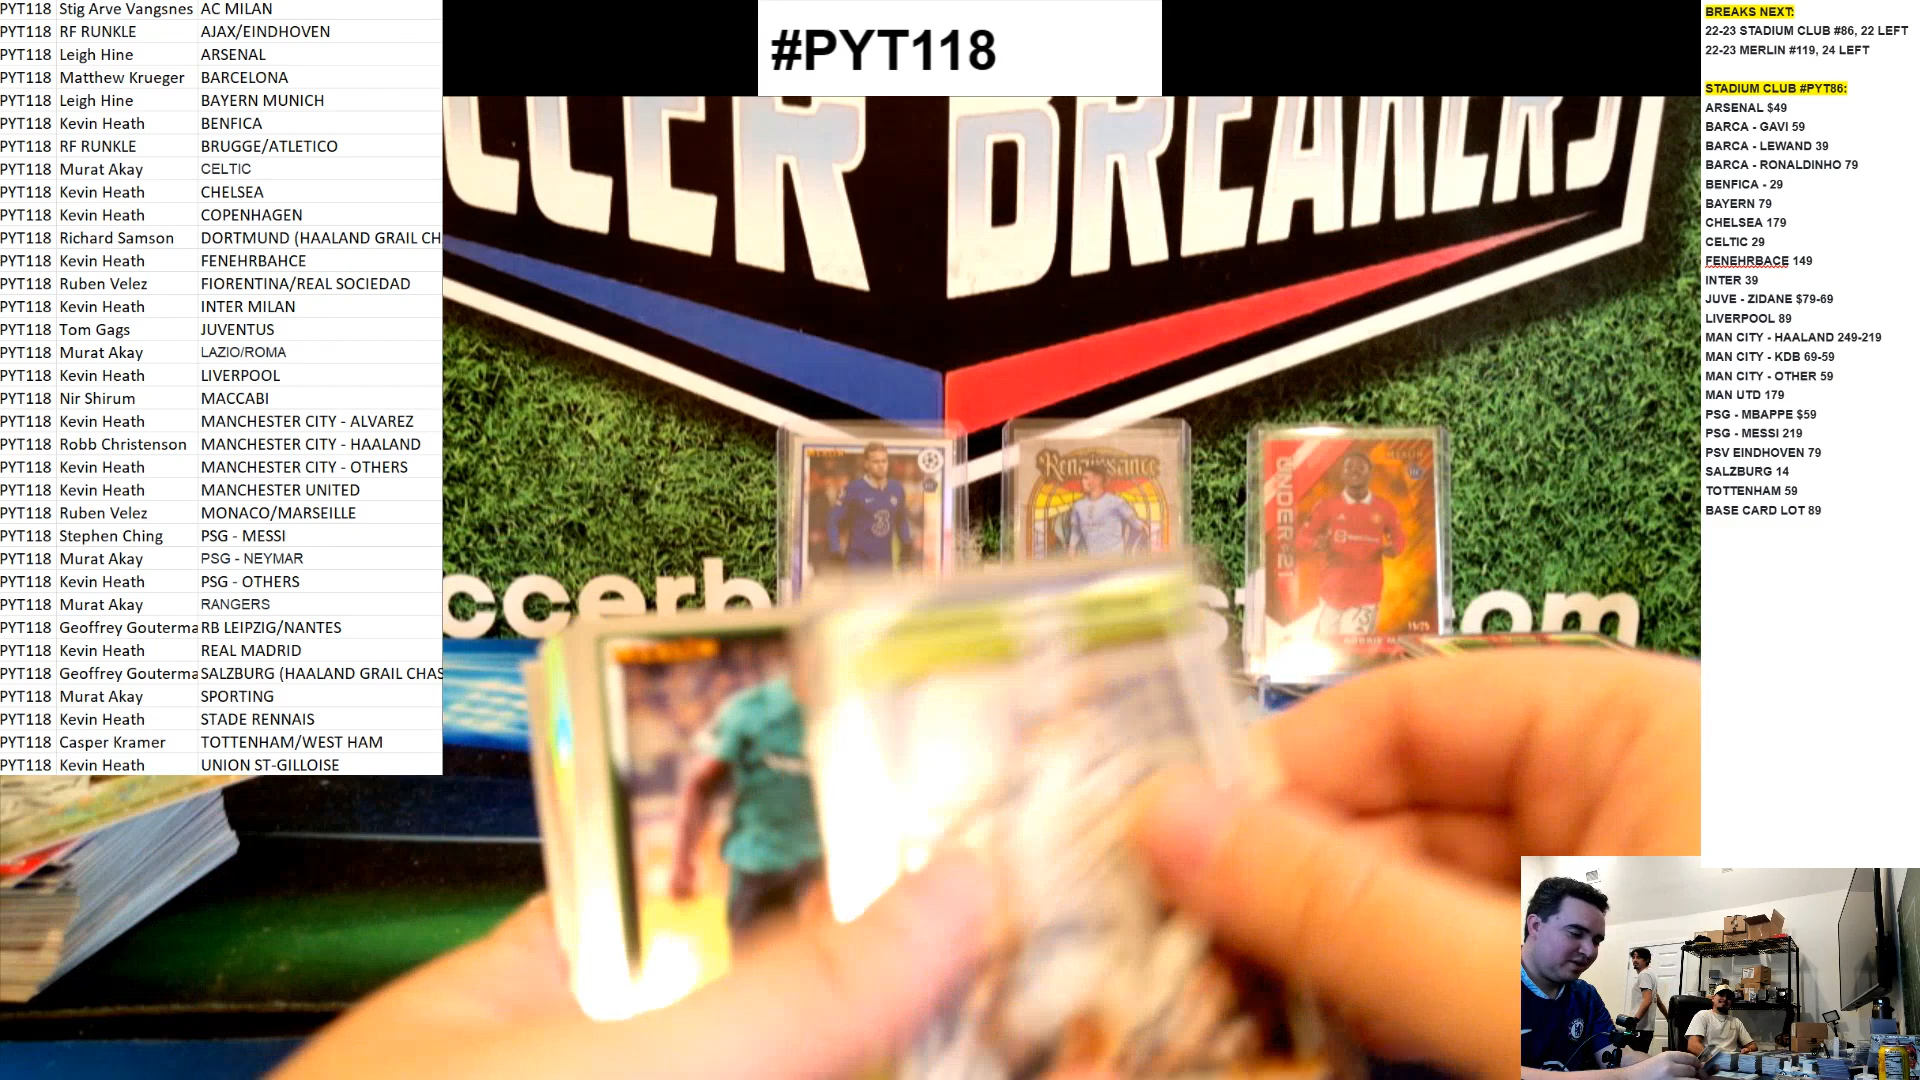 PYT118 Stig Arve Vangsnes AC MILAN
PYT118 RF RUNKLE AJAX/EINDHOVEN
PYT118 Leigh Hine ARSENAL
PYT118 Matthew Krueger BARCELONA
PYT118 Leigh Hine BAYERN MUNICH
PYT118 Kevin Heath BENFICA
PYT118 RF RUNKLE BRUGGE/ATLETICO
PYT118 Murat Akay CELTIC
PYT118 Kevin Heath CHELSEA
PYT118 Kevin Heath COPENHAGEN
PYT118 Richard Samson DORTMUND (HAALAND GRAIL CH
PYT118 Kevin Heath FENEHRBAHCE
PYT118 Ruben Velez FIORENTINA/REAL SOCIEDAD
PYT118 Kevin Heath INTER MILAN
PYT118 Tom Gags JUVENTUS
PYT118 Murat Akay LAZIO/ROMA
PYT118 Kevin Heath LIVERPOOL
PYT118 Nir Shirum MACCABI
PYT118 Kevin Heath MANCHESTER CITY - ALVAREZ
PYT118 Robb Christenson MANCHESTER CITY - HAALAND
PYT118 Kevin Heath MANCHESTER CITY - OTHERS
PYT118 Kevin Heath MANCHESTER UNITED
PYT118 Ruben Velez MONACO/MARSEILLE
PYT118 Stephen Ching PSG - MESSI
PYT118 Murat Akay PSG - NEYMAR
PYT118 Kevin Heath PSG - OTHERS
PYT118 Murat Akay RANGERS
PYT118 Geoffrey Gouterma RB LEIPZIG/NANTES
PYT118 Kevin Heath REAL MADRID
PYT118 Geoffrey Gouterma SALZBURG (HAALAND GRAIL CHAS
PYT118 Murat Akay SPORTING
PYT118 Kevin Heath STADE RENNAIS
PYT118 Casper Kramer TOTTENHAM/WEST HAM
PYT118 Kevin Heath UNION ST-GILLOISE
#PYT118
CCER BREAKERS
Renaissance
UNDER-21
15/25
ccerb
st
om
BREAKS NEXT:
22-23 STADIUM CLUB #86, 22 LEFT
22-23 MERLIN #119, 24 LEFT
STADIUM CLUB #PYT86:
ARSENAL $49
BARCA - GAVI 59
BARCA - LEWAND 39
BARCA - RONALDINHO 79
BENFICA - 29
BAYERN 79
CHELSEA 179
CELTIC 29
FENEHRBACE 149
INTER 39
JUVE - ZIDANE $79-69
LIVERPOOL 89
MAN CITY - HAALAND 249-219
MAN CITY - KDB 69-59
MAN CITY - OTHER 59
MAN UTD 179
PSG - MBAPPE $59
PSG - MESSI 219
PSV EINDHOVEN 79
SALZBURG 14
TOTTENHAM 59
BASE CARD LOT 89